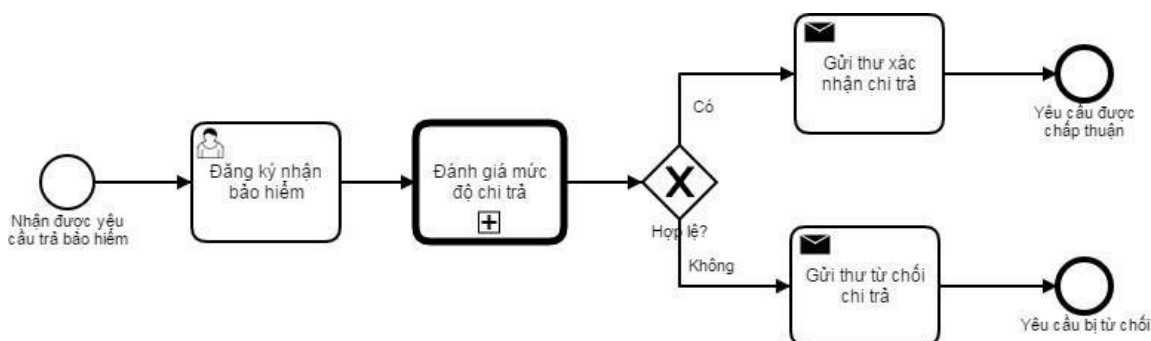 Nhận được yêu
cầu trả bảo hiểm
Đăng ký nhận
bảo hiểm
Đánh giá mức
độ chi trả
Hợp lệ?
Có
Gửi thư xác
nhận chi trả
Yêu cầu được
chấp thuận
Không
Gửi thư từ chối
chi trả
Yêu cầu bị từ chối